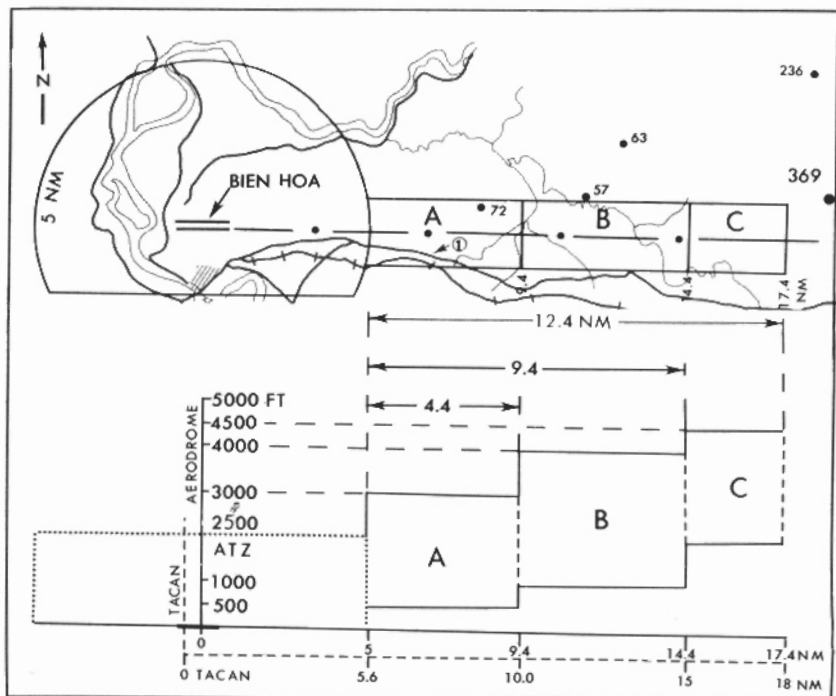 N
236
63
369
5 NM
BIEN HOA
57
A
72
B
C
①
9.4
14.4
17.4 NM
12.4 NM
9.4
4.4
AERODROME
5000 FT
4500
4000
3000
2500
ATZ
1000
500
TACAN
A
B
C
0
5
9.4
14.4
17.4 NM
0 TACAN
5.6
10.0
15
18 NM